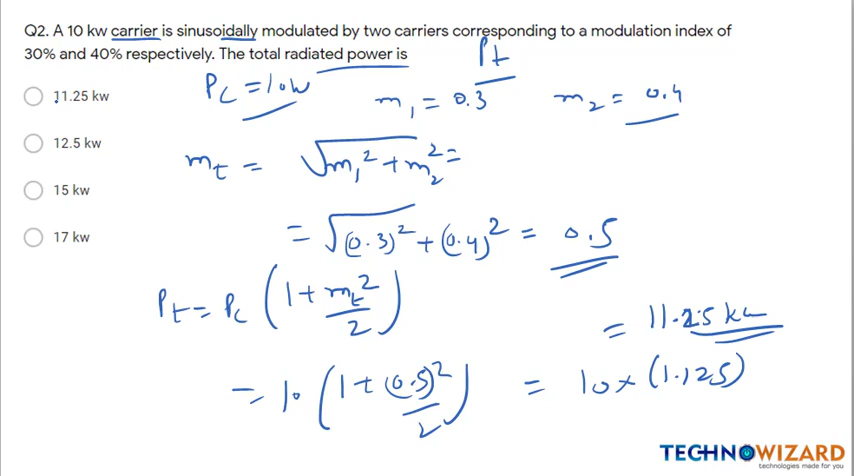 Q2. A 10 kw carrier is sinusoidally modulated by two carriers corresponding to a modulation index of
30% and 40% respectively. The total radiated power is
Pt
11.25 kw
Pc = 10w
m₁ = 0.3
m₂ = 0.4
12.5 kw
mt = √m₁² + m₂² =
15 kw
17 kw
= √(0.3)² + (0.4)² = 0.5
Pt = Pc (1 + mt²/2)
= 11.25 kw
= 10 (1 + (0.5)²/2) = 10 × (1.125)
TECHNOWIZARD
technologies made for you